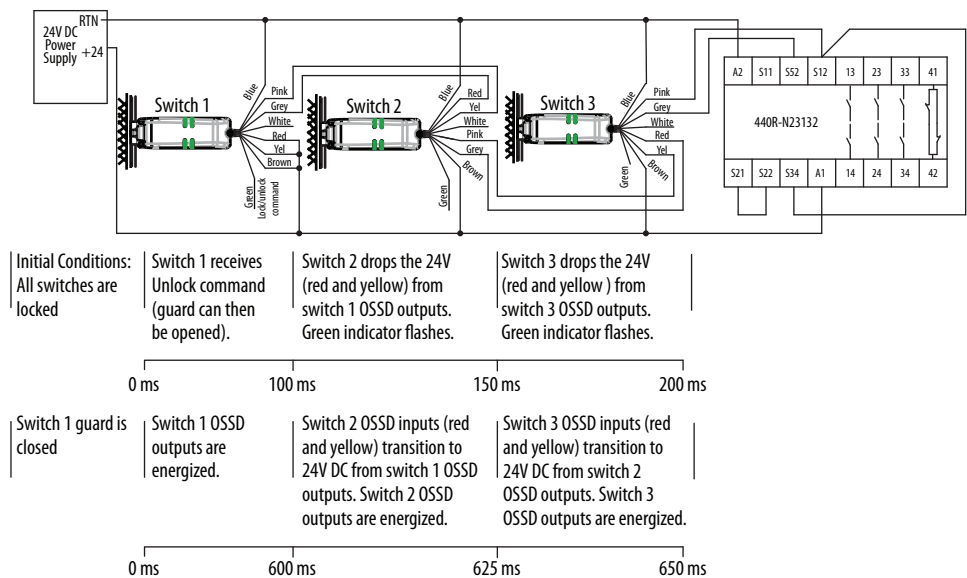 24V DC
Power
Supply
RTN
+24
Switch 1
Blue
Pink
Grey
White
Red
Yel
Brown
Green
Lock/unlock
command
Switch 2
Blue
Red
Yel
White
Pink
Grey
Brown
Green
Switch 3
Blue
Pink
Grey
White
Red
Yel
Brown
Green
A2 S11 S52 S12 13 23 33 41
440R-N23132
S21 S22 S34 A1 14 24 34 42
Initial Conditions:
All switches are
locked
Switch 1 receives
Unlock command
(guard can then
be opened).
Switch 2 drops the 24V
(red and yellow) from
switch 1 OSSD outputs.
Green indicator flashes.
Switch 3 drops the 24V
(red and yellow ) from
switch 3 OSSD outputs.
Green indicator flashes.
0 ms 100 ms 150 ms 200 ms
Switch 1 guard is
closed
Switch 1 OSSD
outputs are
energized.
Switch 2 OSSD inputs (red
and yellow) transition to
24V DC from switch 1 OSSD
outputs. Switch 2 OSSD
outputs are energized.
Switch 3 OSSD inputs (red
and yellow) transition to
24V DC from switch 2
OSSD outputs. Switch 3
OSSD outputs are energized.
0 ms 600 ms 625 ms 650 ms